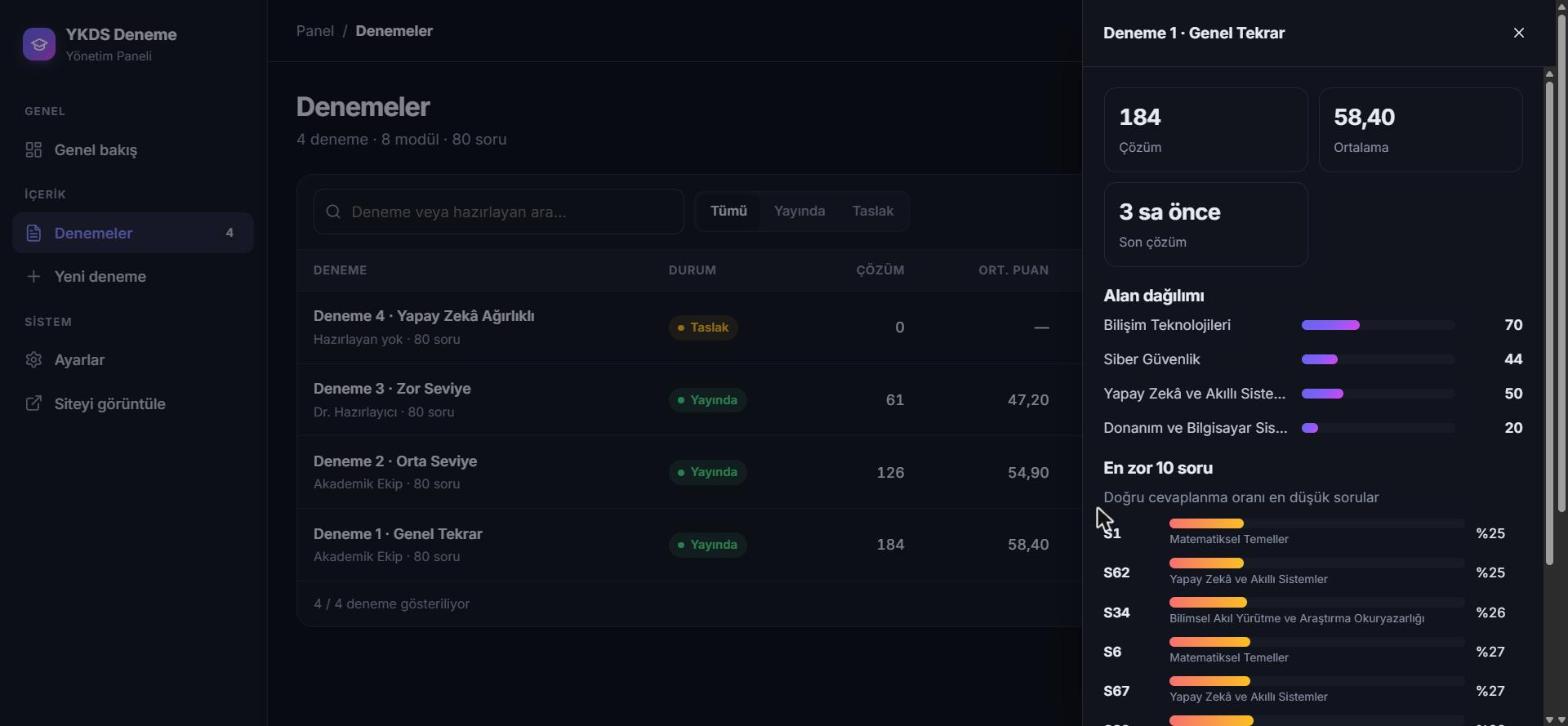 YKDS Deneme
Yönetim Paneli
GENEL
Genel bakış
İÇERİK
Denemeler 4
Yeni deneme
SİSTEM
Ayarlar
Siteyi görüntüle
Panel / Denemeler
Denemeler
4 deneme · 8 modül · 80 soru
Deneme veya hazırlayan ara...
Tümü Yayında Taslak
DENEME DURUM ÇÖZÜM ORT. PUAN
Deneme 4 · Yapay Zekâ Ağırlıklı
Hazırlayan yok · 80 soru
Taslak 0 —
Deneme 3 · Zor Seviye
Dr. Hazırlayıcı · 80 soru
Yayında 61 47,20
Deneme 2 · Orta Seviye
Akademik Ekip · 80 soru
Yayında 126 54,90
Deneme 1 · Genel Tekrar
Akademik Ekip · 80 soru
Yayında 184 58,40
4 / 4 deneme gösteriliyor
Deneme 1 · Genel Tekrar
184
Çözüm
58,40
Ortalama
3 sa önce
Son çözüm
Alan dağılımı
Bilişim Teknolojileri 70
Siber Güvenlik 44
Yapay Zekâ ve Akıllı Siste... 50
Donanım ve Bilgisayar Sis... 20
En zor 10 soru
Doğru cevaplanma oranı en düşük sorular
S1 Matematiksel Temeller %25
S62 Yapay Zekâ ve Akıllı Sistemler %25
S34 Bilimsel Akıl Yürütme ve Araştırma Okuryazarlığı %26
S6 Matematiksel Temeller %27
S67 Yapay Zekâ ve Akıllı Sistemler %27